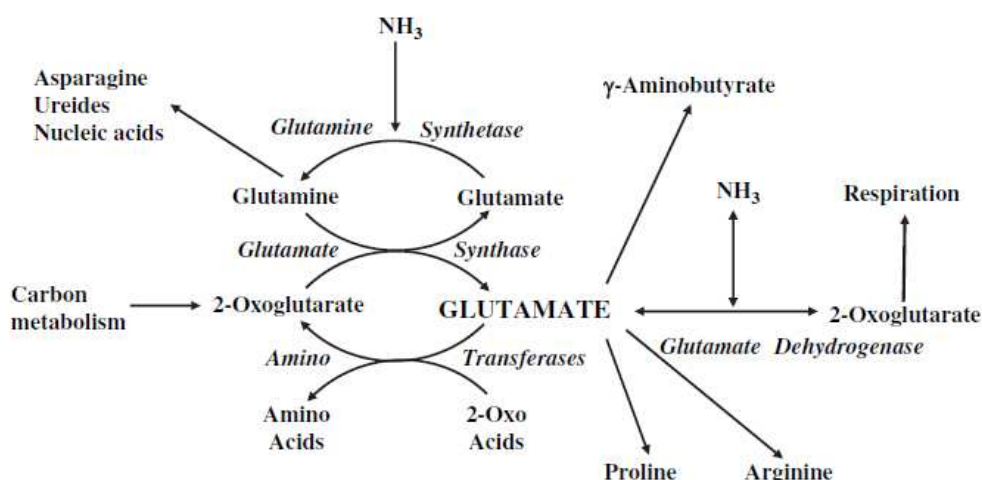 NH3
Asparagine
Ureides
Nucleic acids
γ-Aminobutyrate
Glutamine Synthetase
Glutamine
Glutamate
NH3
Respiration
Glutamate Synthase
Carbon
metabolism
2-Oxoglutarate
GLUTAMATE
2-Oxoglutarate
Glutamate Dehydrogenase
Amino Transferases
Amino
Acids
2-Oxo
Acids
Proline
Arginine